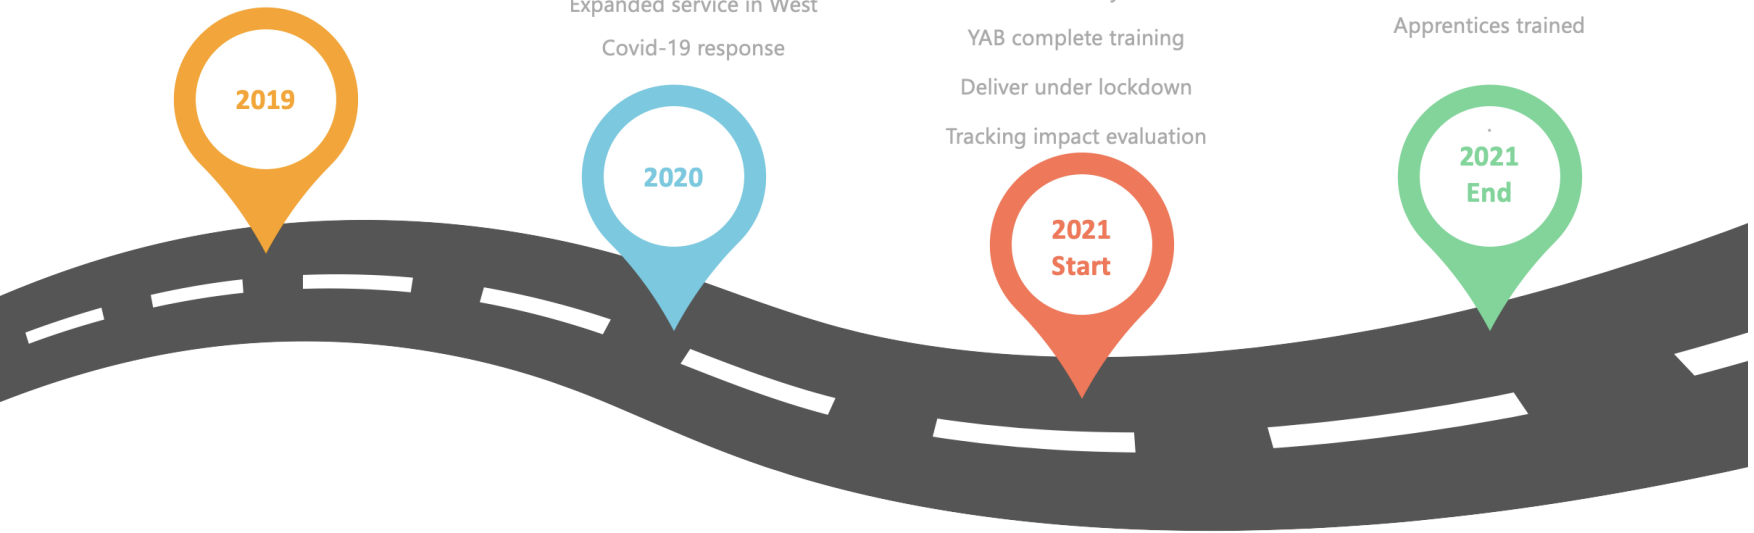 2019
Expanded service in West
Covid-19 response
2020
YAB complete training
Deliver under lockdown
Tracking impact evaluation
2021
Start
Apprentices trained
.
2021
End